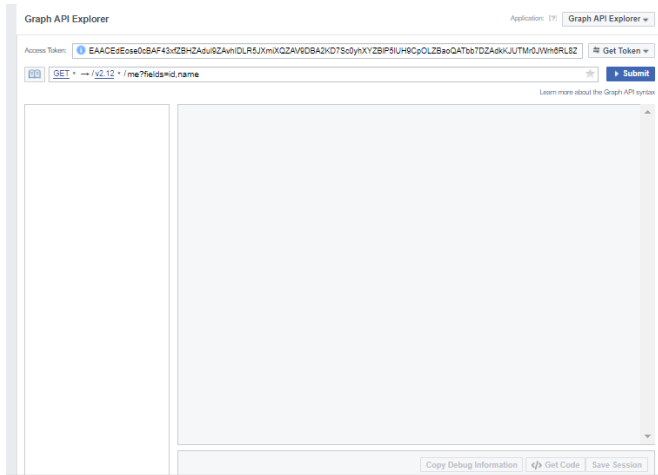 Graph API Explorer Application: [?] Graph API Explorer
Access Token: Get Token
GET → /v2.12 /me?fields=id,name Submit
Learn more about the Graph API syntax
Copy Debug Information </> Get Code Save Session